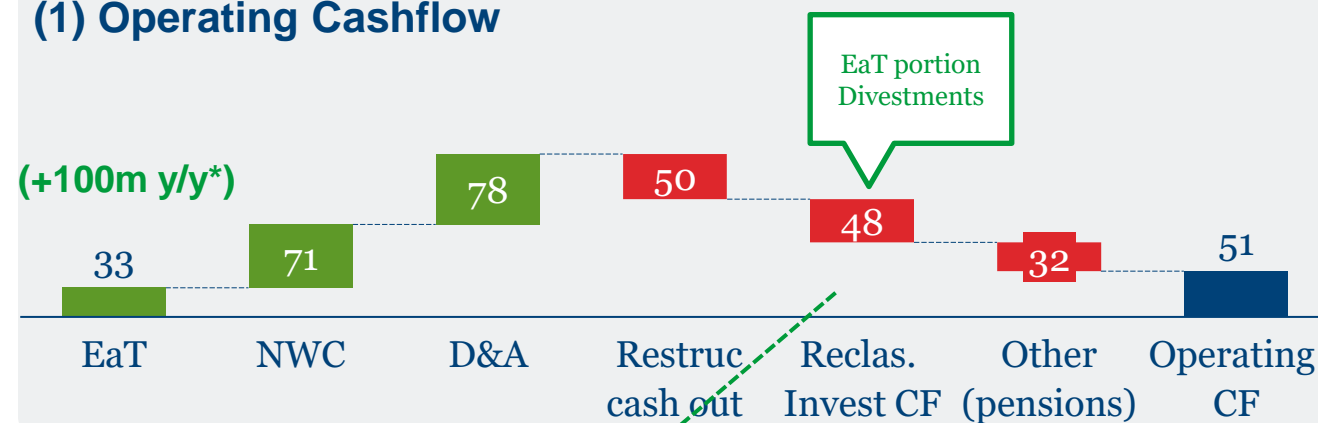 (1) Operating Cashflow
EaT portion
Divestments
(+100m y/y*)
33
71
78
50
48
32
51
EaT
NWC
D&A
Restruc
cash out
Reclas.
Invest CF
Other
(pensions)
Operating
CF